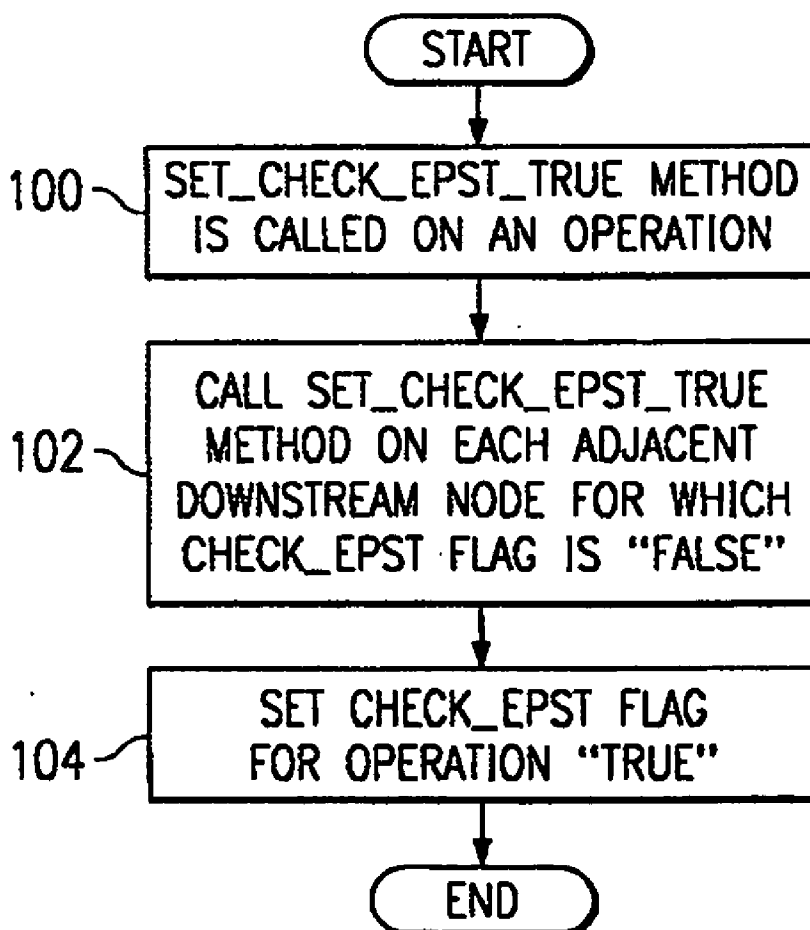 START
100
SET_CHECK_EPST_TRUE METHOD
IS CALLED ON AN OPERATION
102
CALL SET_CHECK_EPST_TRUE
METHOD ON EACH ADJACENT
DOWNSTREAM NODE FOR WHICH
CHECK_EPST FLAG IS “FALSE”
104
SET CHECK_EPST FLAG
FOR OPERATION “TRUE”
END